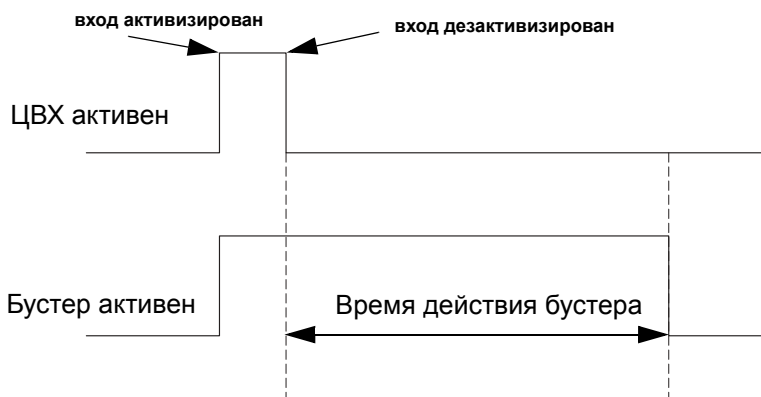 вход активизирован
вход дезактивизирован
ЦВХ активен
Бустер активен
Время действия бустера